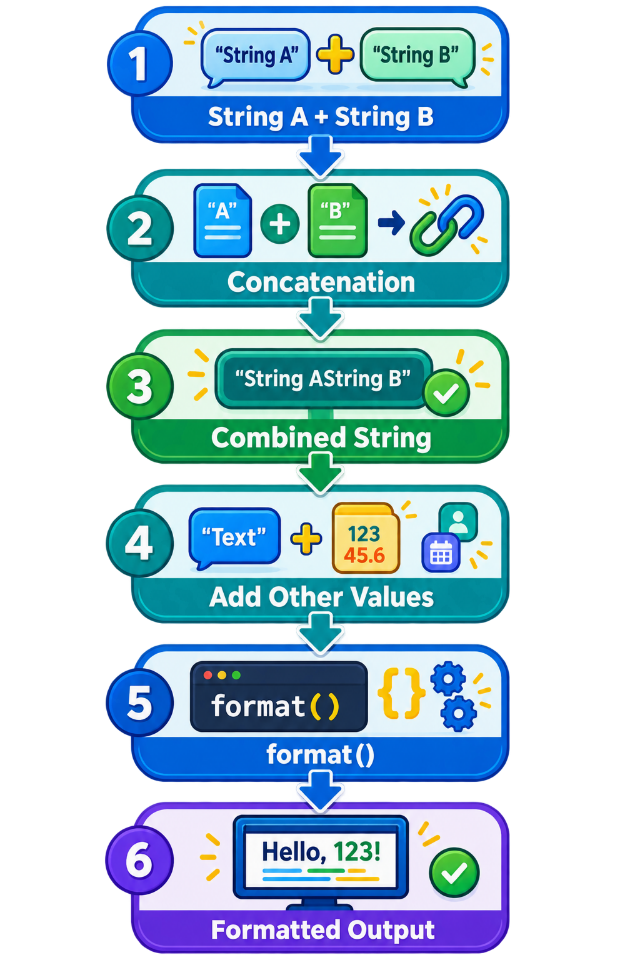 1
“String A” + “String B”
String A + String B
2
“A” + “B”
Concatenation
3
“String AString B”
Combined String
4
“Text” + 123
45.6
Add Other Values
5
format() {}
format()
6
Hello, 123!
Formatted Output